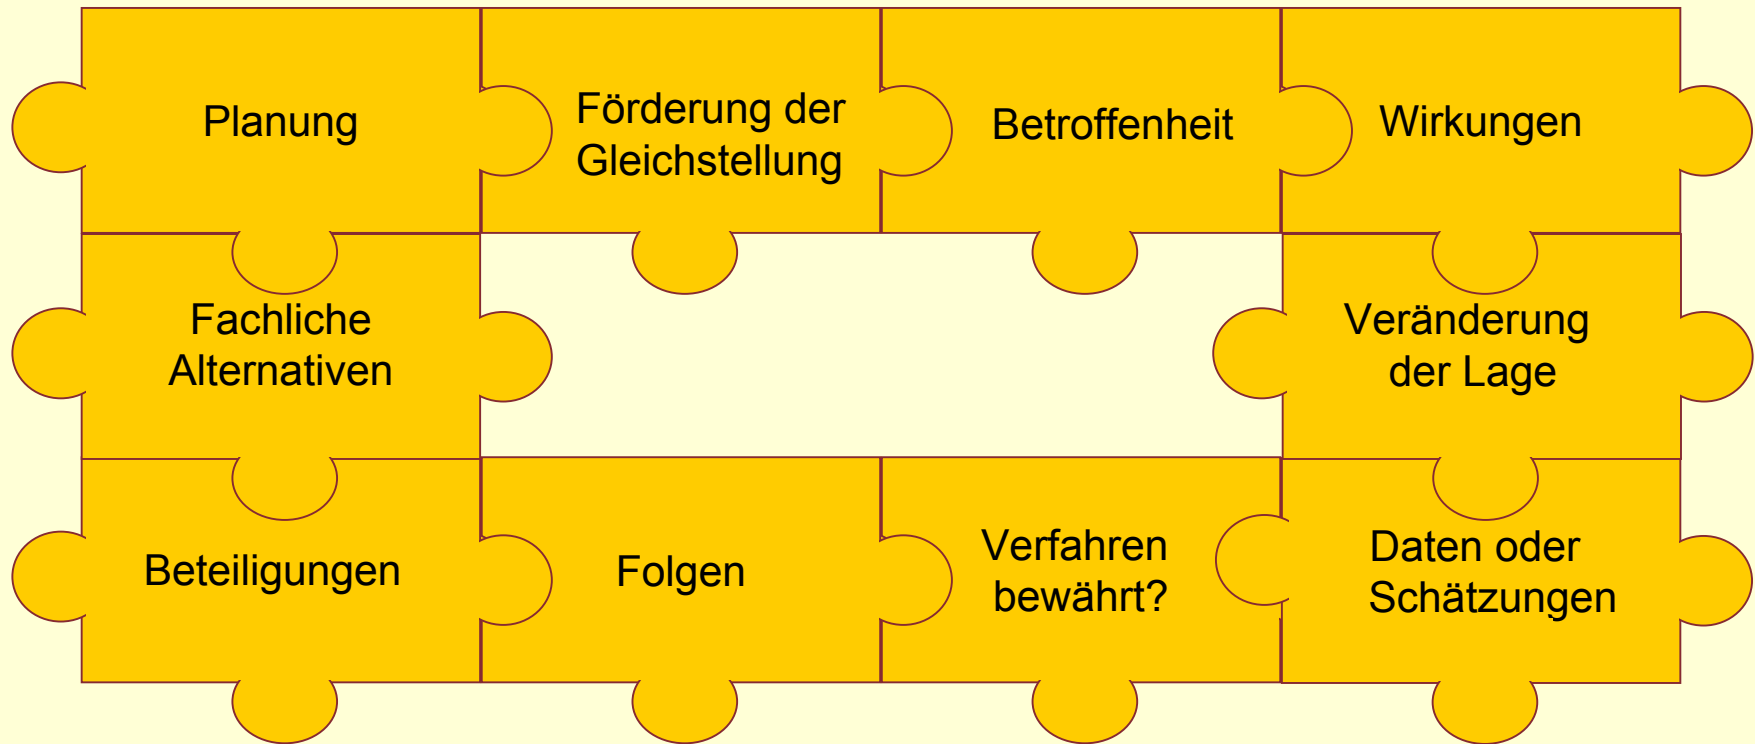 Planung
Förderung der
Gleichstellung
Betroffenheit
Wirkungen
Fachliche
Alternativen
Veränderung
der Lage
Beteiligungen
Folgen
Verfahren
bewährt?
Daten oder
Schätzungen